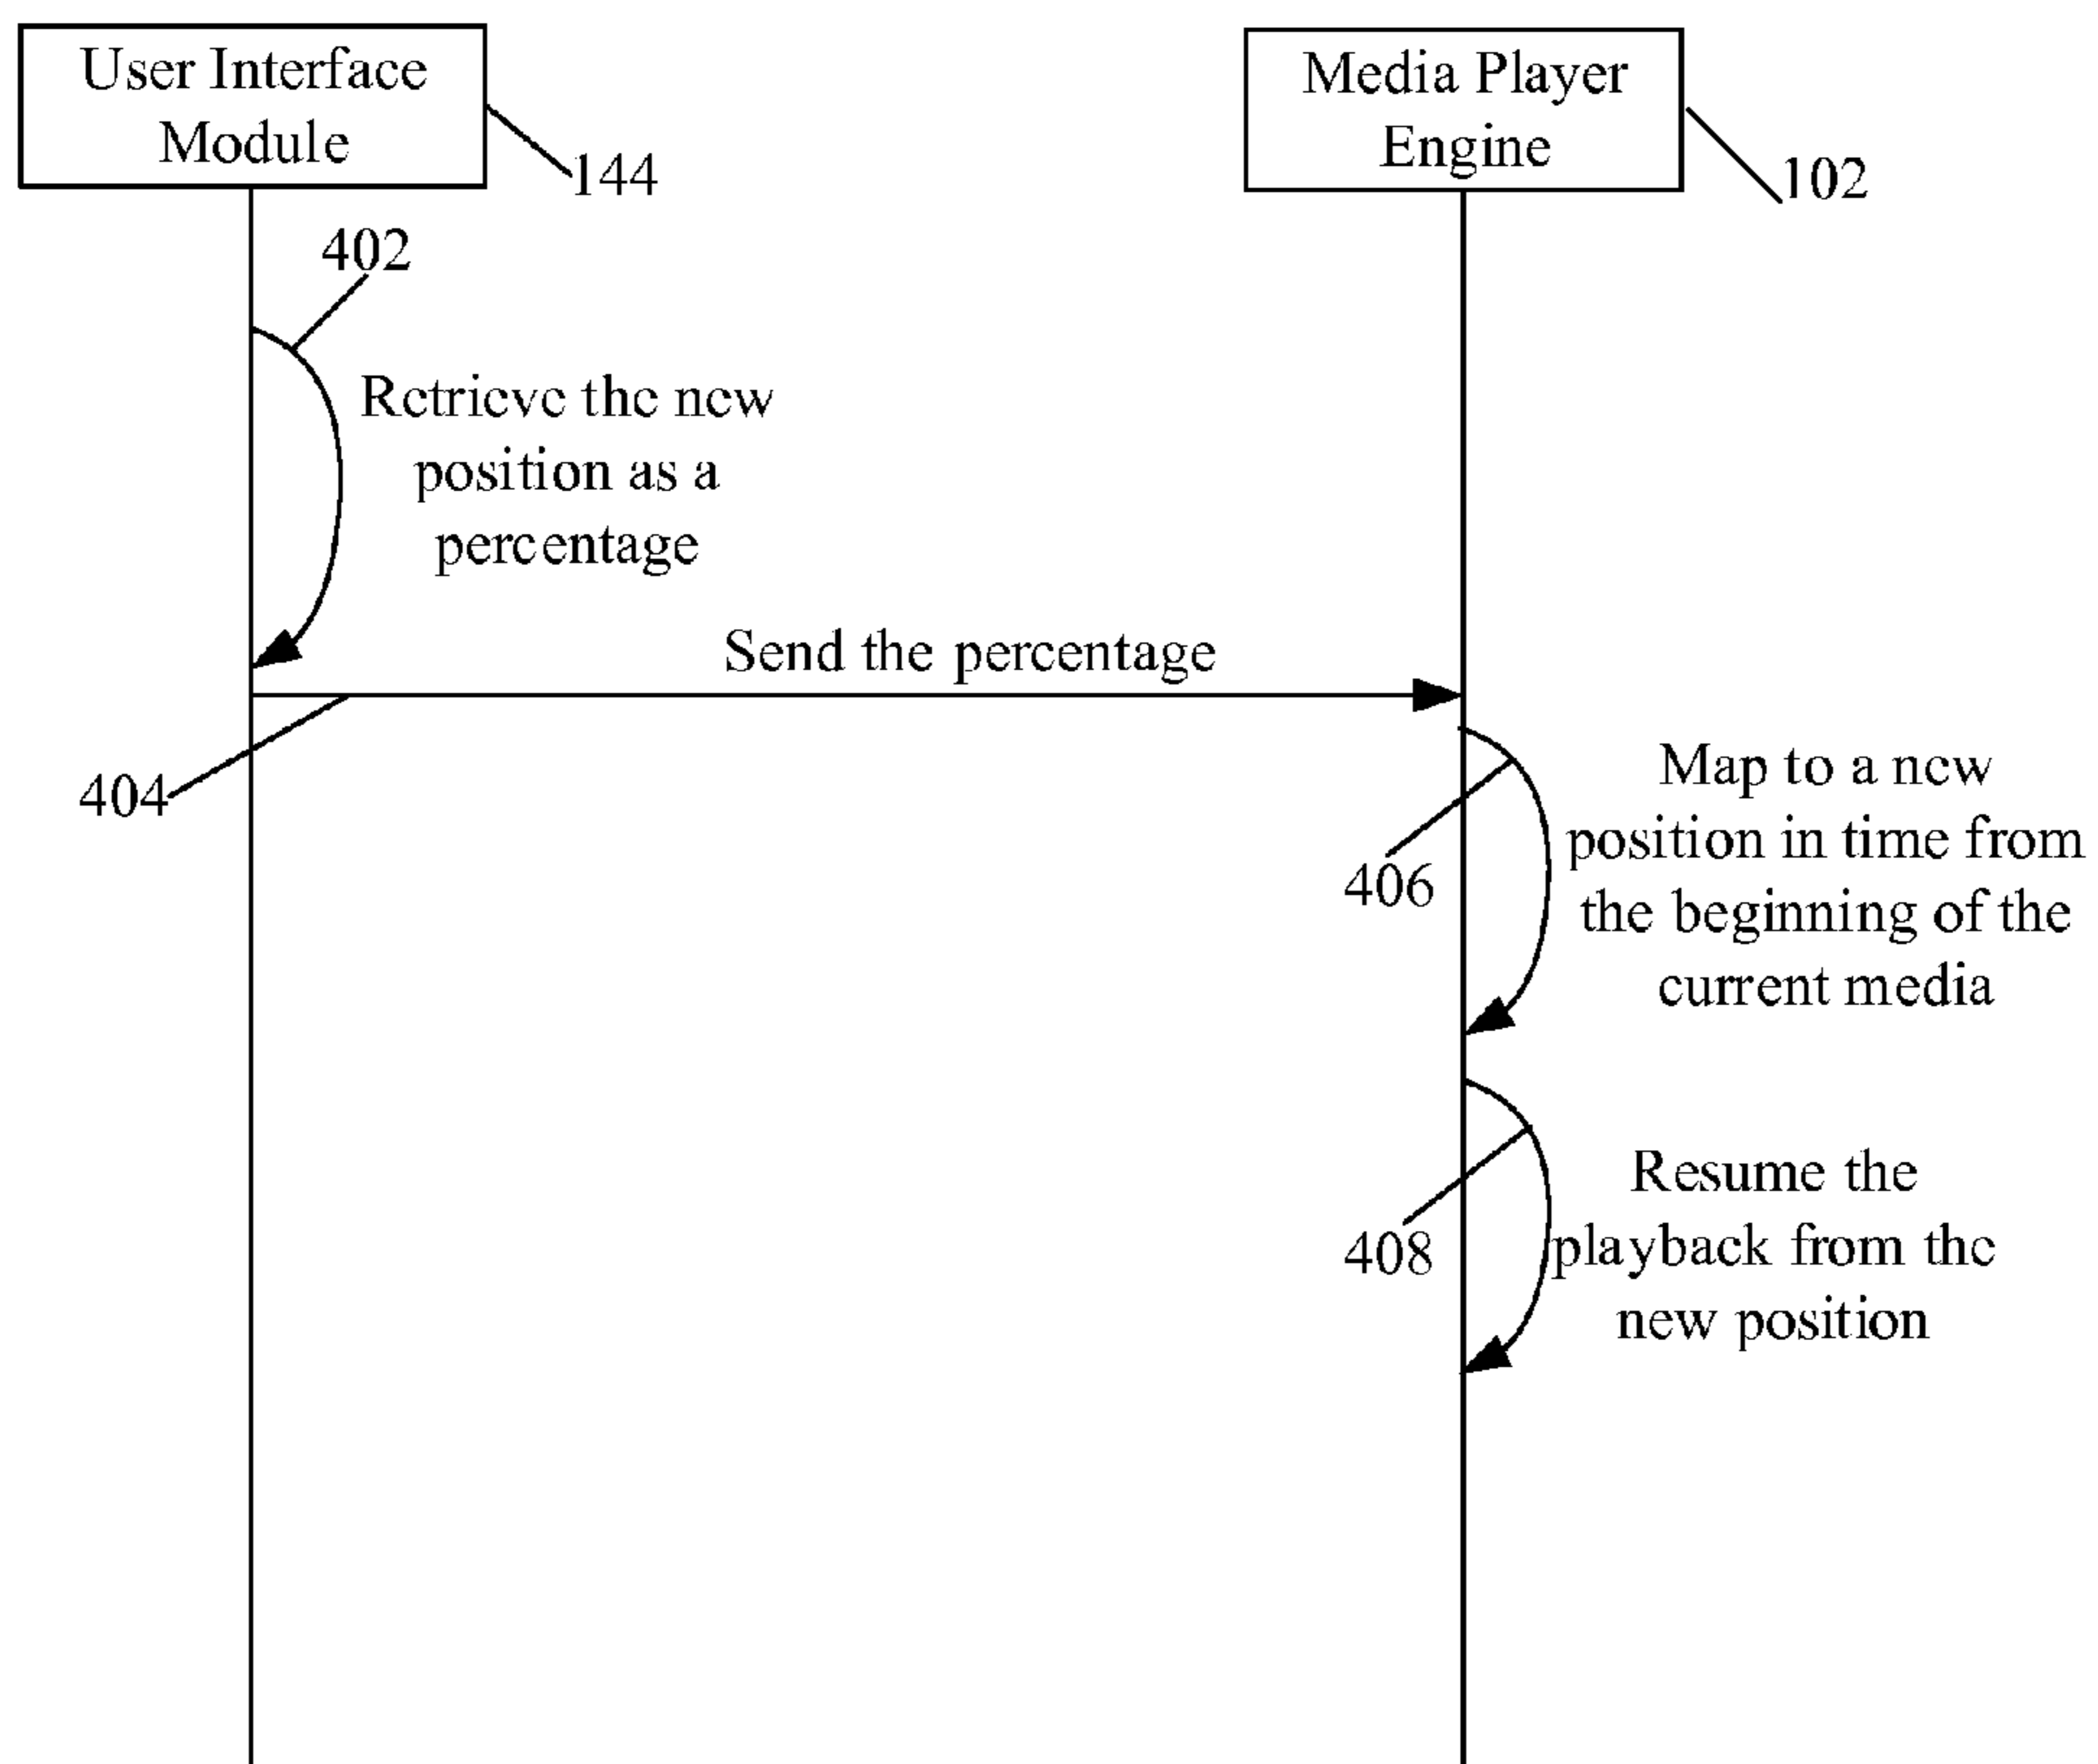 User Interface
Module
144
Media Player
Engine
102
402
Retrieve the new
position as a
percentage
Send the percentage
404
Map to a new
position in time from
the beginning of the
current media
406
Resume the
playback from the
new position
408